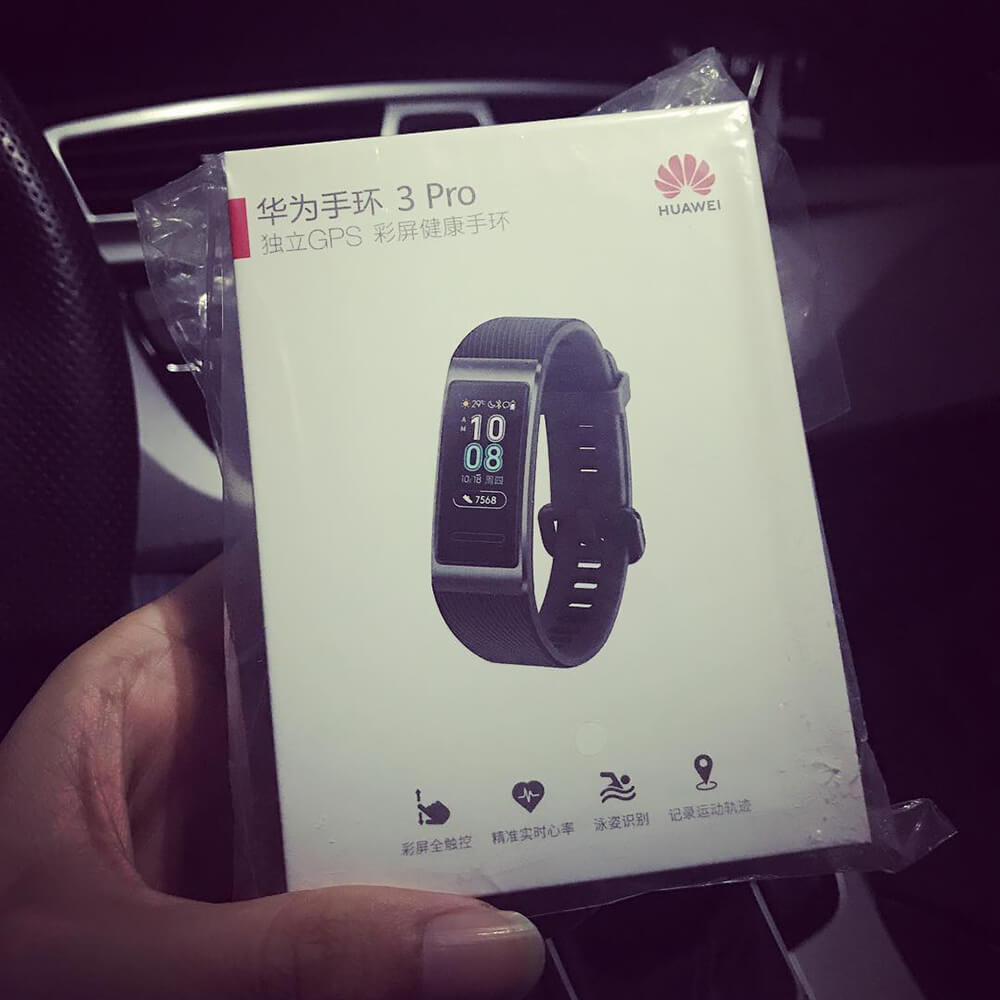 华为手环 3 Pro
独立GPS 彩屏健康手环
HUAWEI
29°
AM
10
08
10/18 周四
7568
彩屏全触控
精准实时心率
泳姿识别
记录运动轨迹